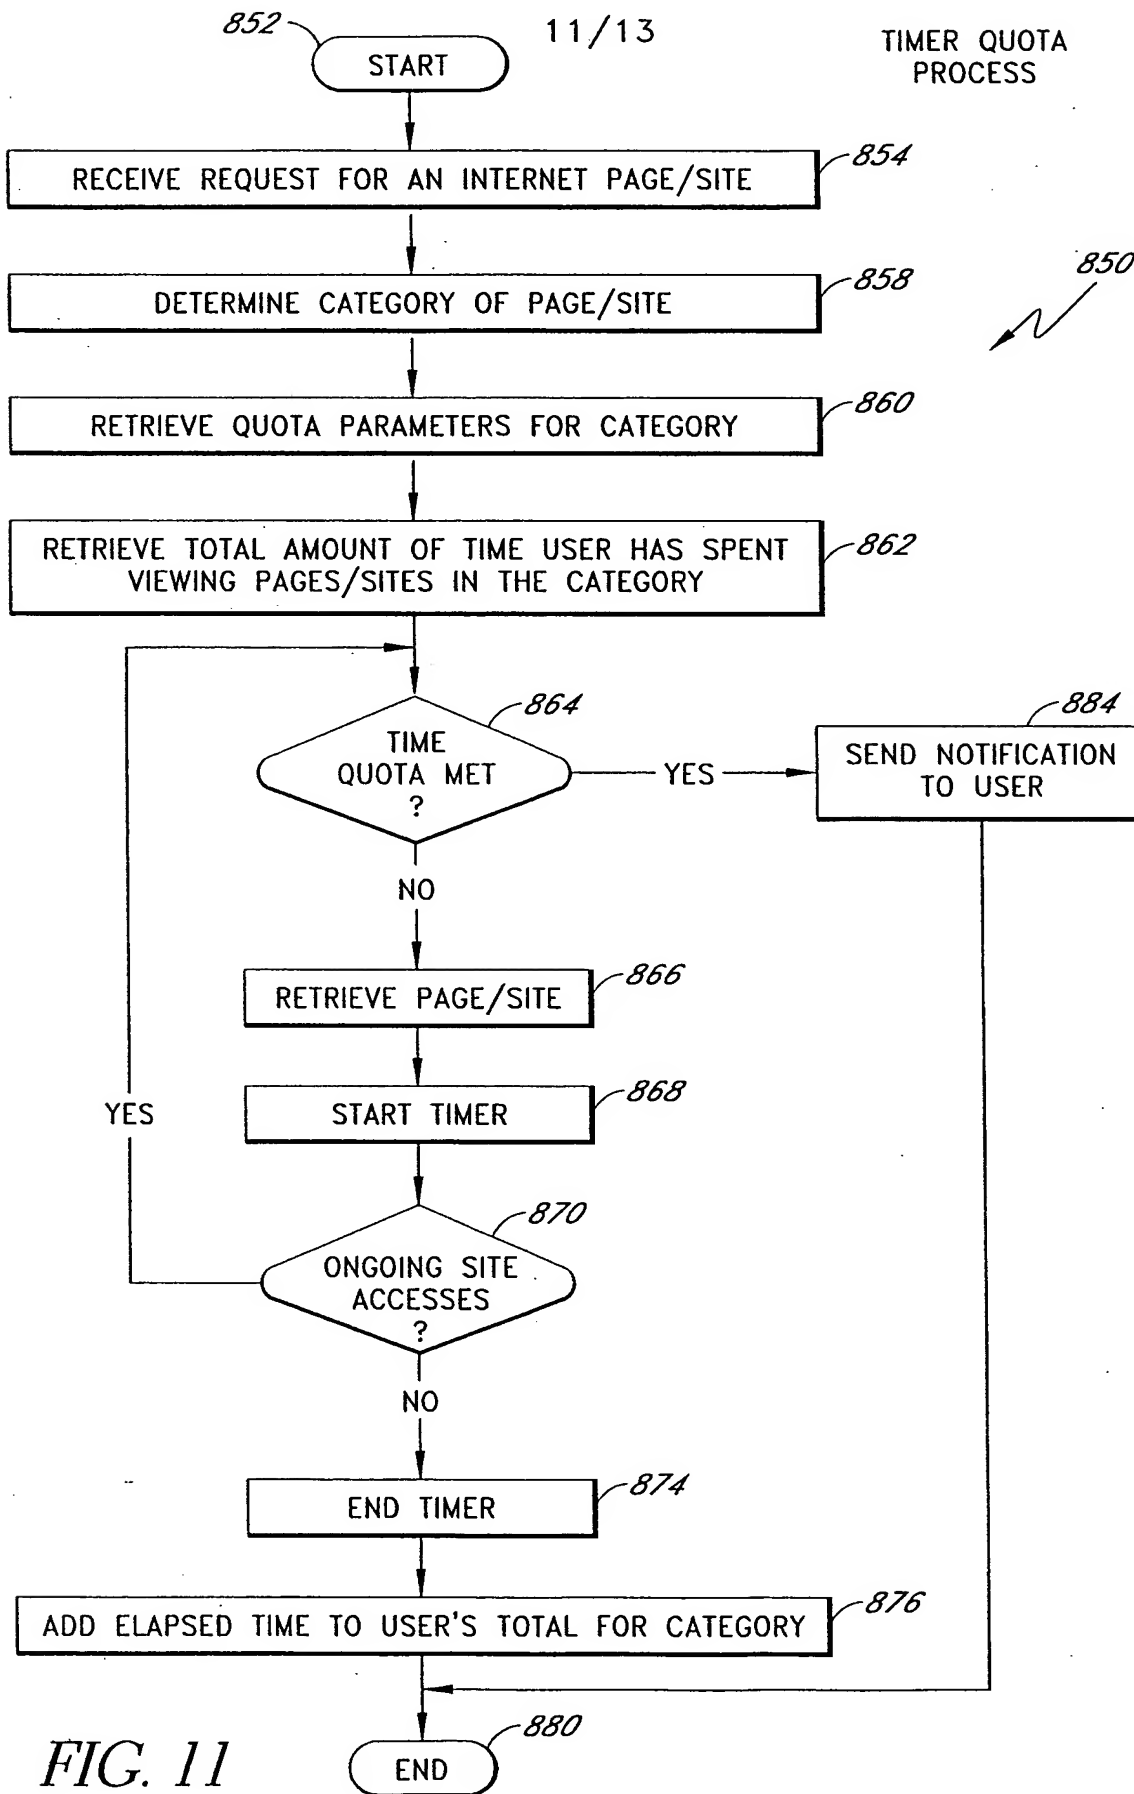 852
11/13
TIMER QUOTA
PROCESS
START
854
RECEIVE REQUEST FOR AN INTERNET PAGE/SITE
850
858
DETERMINE CATEGORY OF PAGE/SITE
860
RETRIEVE QUOTA PARAMETERS FOR CATEGORY
862
RETRIEVE TOTAL AMOUNT OF TIME USER HAS SPENT
VIEWING PAGES/SITES IN THE CATEGORY
864
TIME
QUOTA MET
?
YES
884
SEND NOTIFICATION
TO USER
NO
866
RETRIEVE PAGE/SITE
868
START TIMER
YES
870
ONGOING SITE
ACCESSES
?
NO
874
END TIMER
876
ADD ELAPSED TIME TO USER'S TOTAL FOR CATEGORY
880
END
FIG. 11